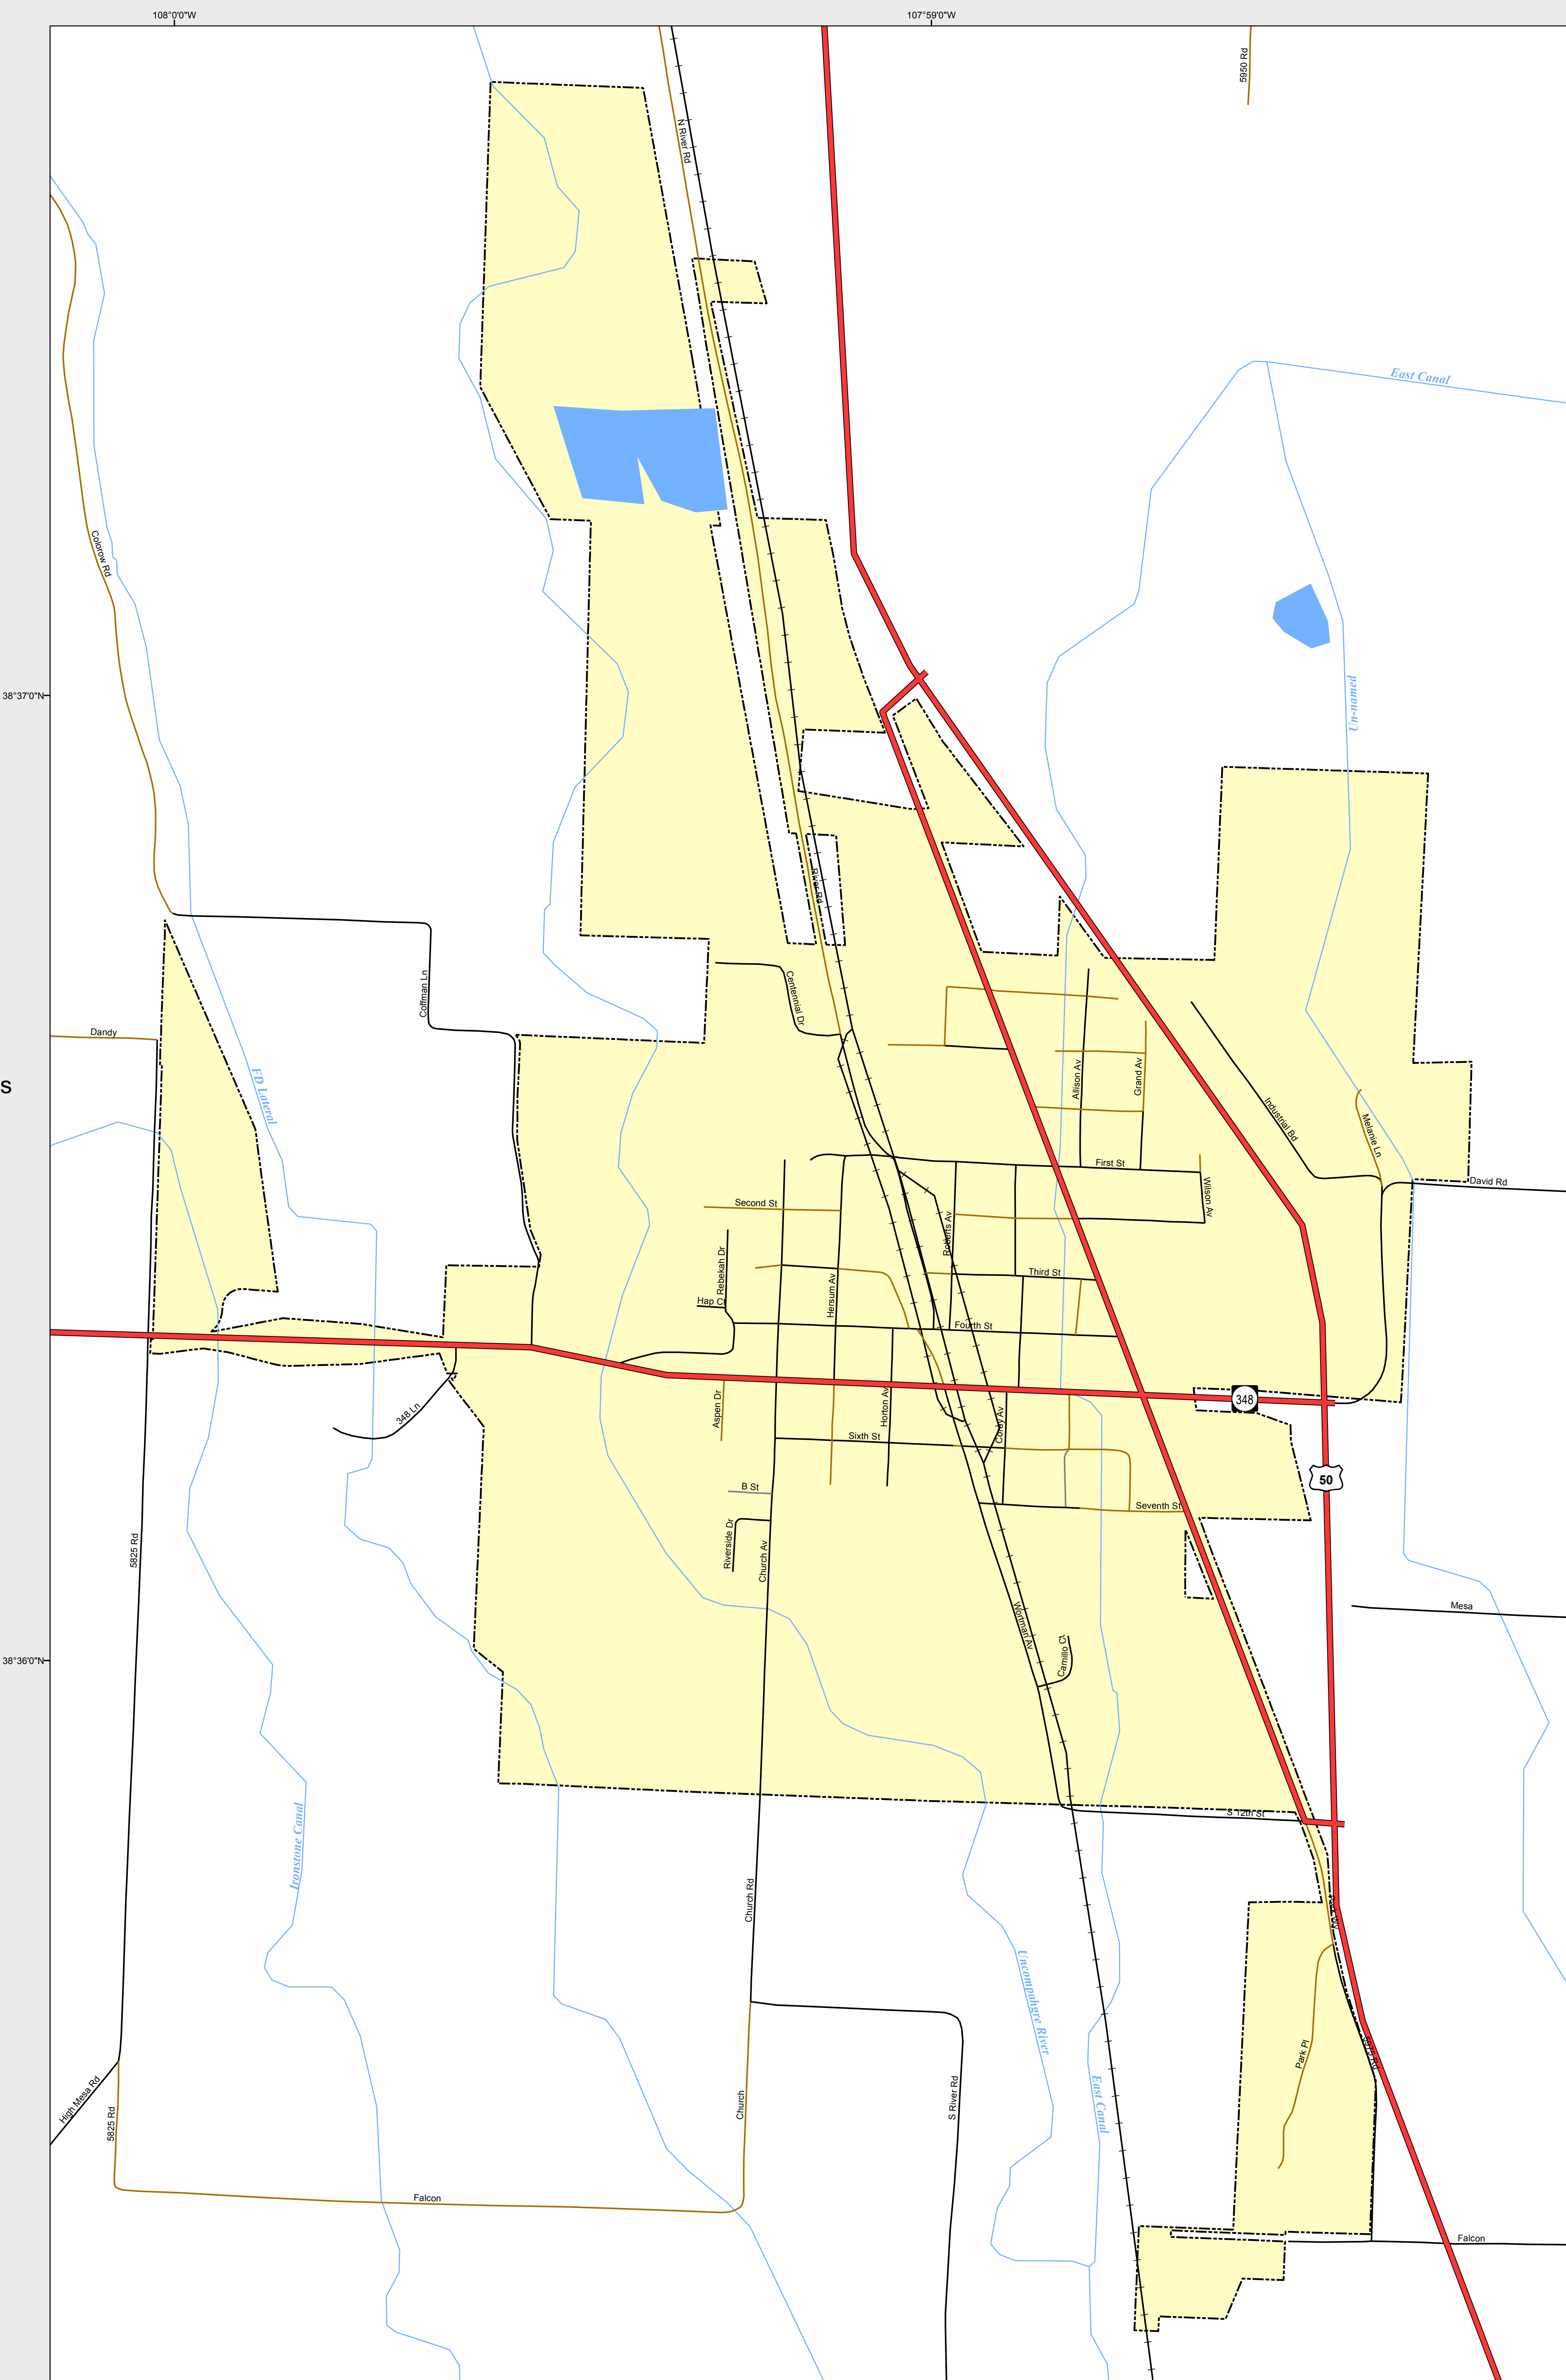 108°0'0"W
107°59'0"W
5950 Rd
N River Rd
East Canal
Colorow Rd
38°37'0"N
Un-named
River Rd
Coffman Ln
Centennial Dr
Dandy
s
FD Lateral
Allison Av
Grand Av
Industrial Bd
Melanie Ln
First St
David Rd
Wilson Av
Second St
Roberts Av
Rebekah Dr
Third St
Hap Ct
Hersum Av
Fourth St
348
348 Ln
Aspen Dr
Horton Av
Colby Av
Sixth St
50
B St
Seventh St
5825 Rd
Riverside Dr
Church Av
Wortman Av
Mesa
Camillo Ct
38°36'0"N
S 12th St
Ironstone Canal
Church Rd
Uncompahgre River
Park Pl
5975 Rd
High Mesa Rd
5825 Rd
Church
S River Rd
East Canal
Falcon
Falcon